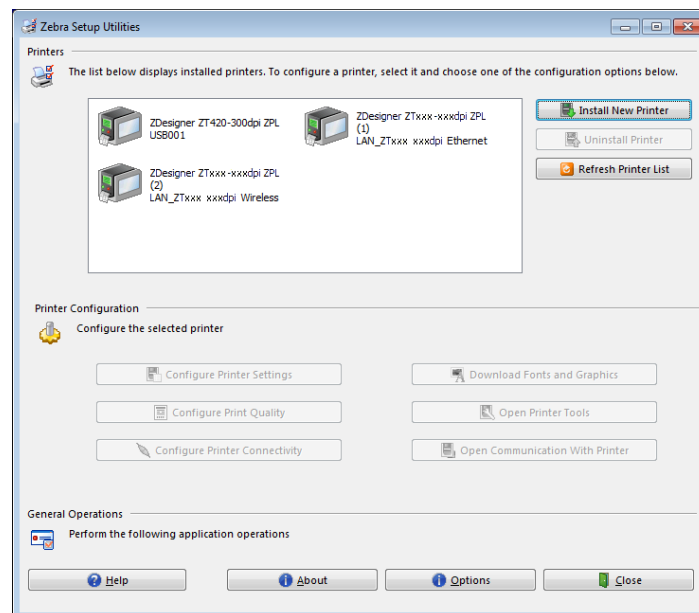 Zebra Setup Utilities
Printers
The list below displays installed printers. To configure a printer, select it and choose one of the configuration options below.
ZDesigner ZT420-300dpi ZPL
USB001
ZDesigner ZTxxx-xxxdpi ZPL
(1)
LAN_ZTxxx xxxdpi Ethernet
ZDesigner ZTxxx-xxxdpi ZPL
(2)
LAN_ZTxxx xxxdpi Wireless
Install New Printer
Uninstall Printer
Refresh Printer List
Printer Configuration
Configure the selected printer
Configure Printer Settings
Download Fonts and Graphics
Configure Print Quality
Open Printer Tools
Configure Printer Connectivity
Open Communication With Printer
General Operations
Perform the following application operations
Help
About
Options
Close